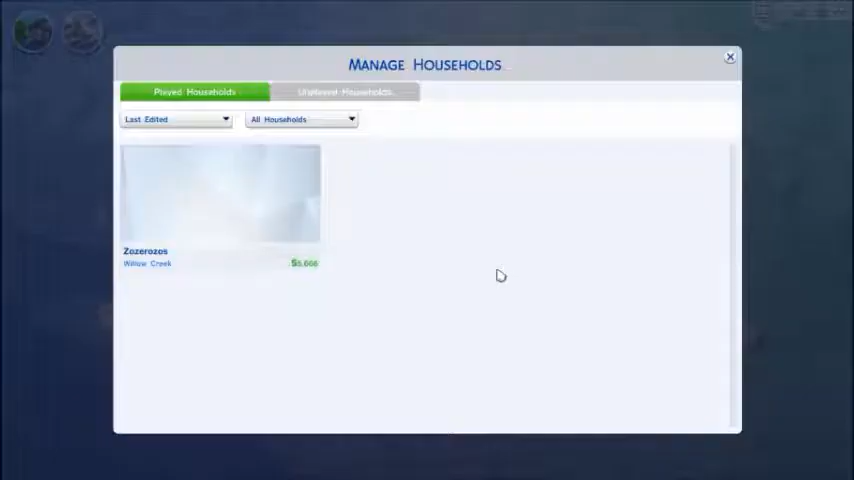 Manage Households
Played Households
Unplayed Households
Last Edited
All Households
Zozerozos
Willow Creek
§5,666